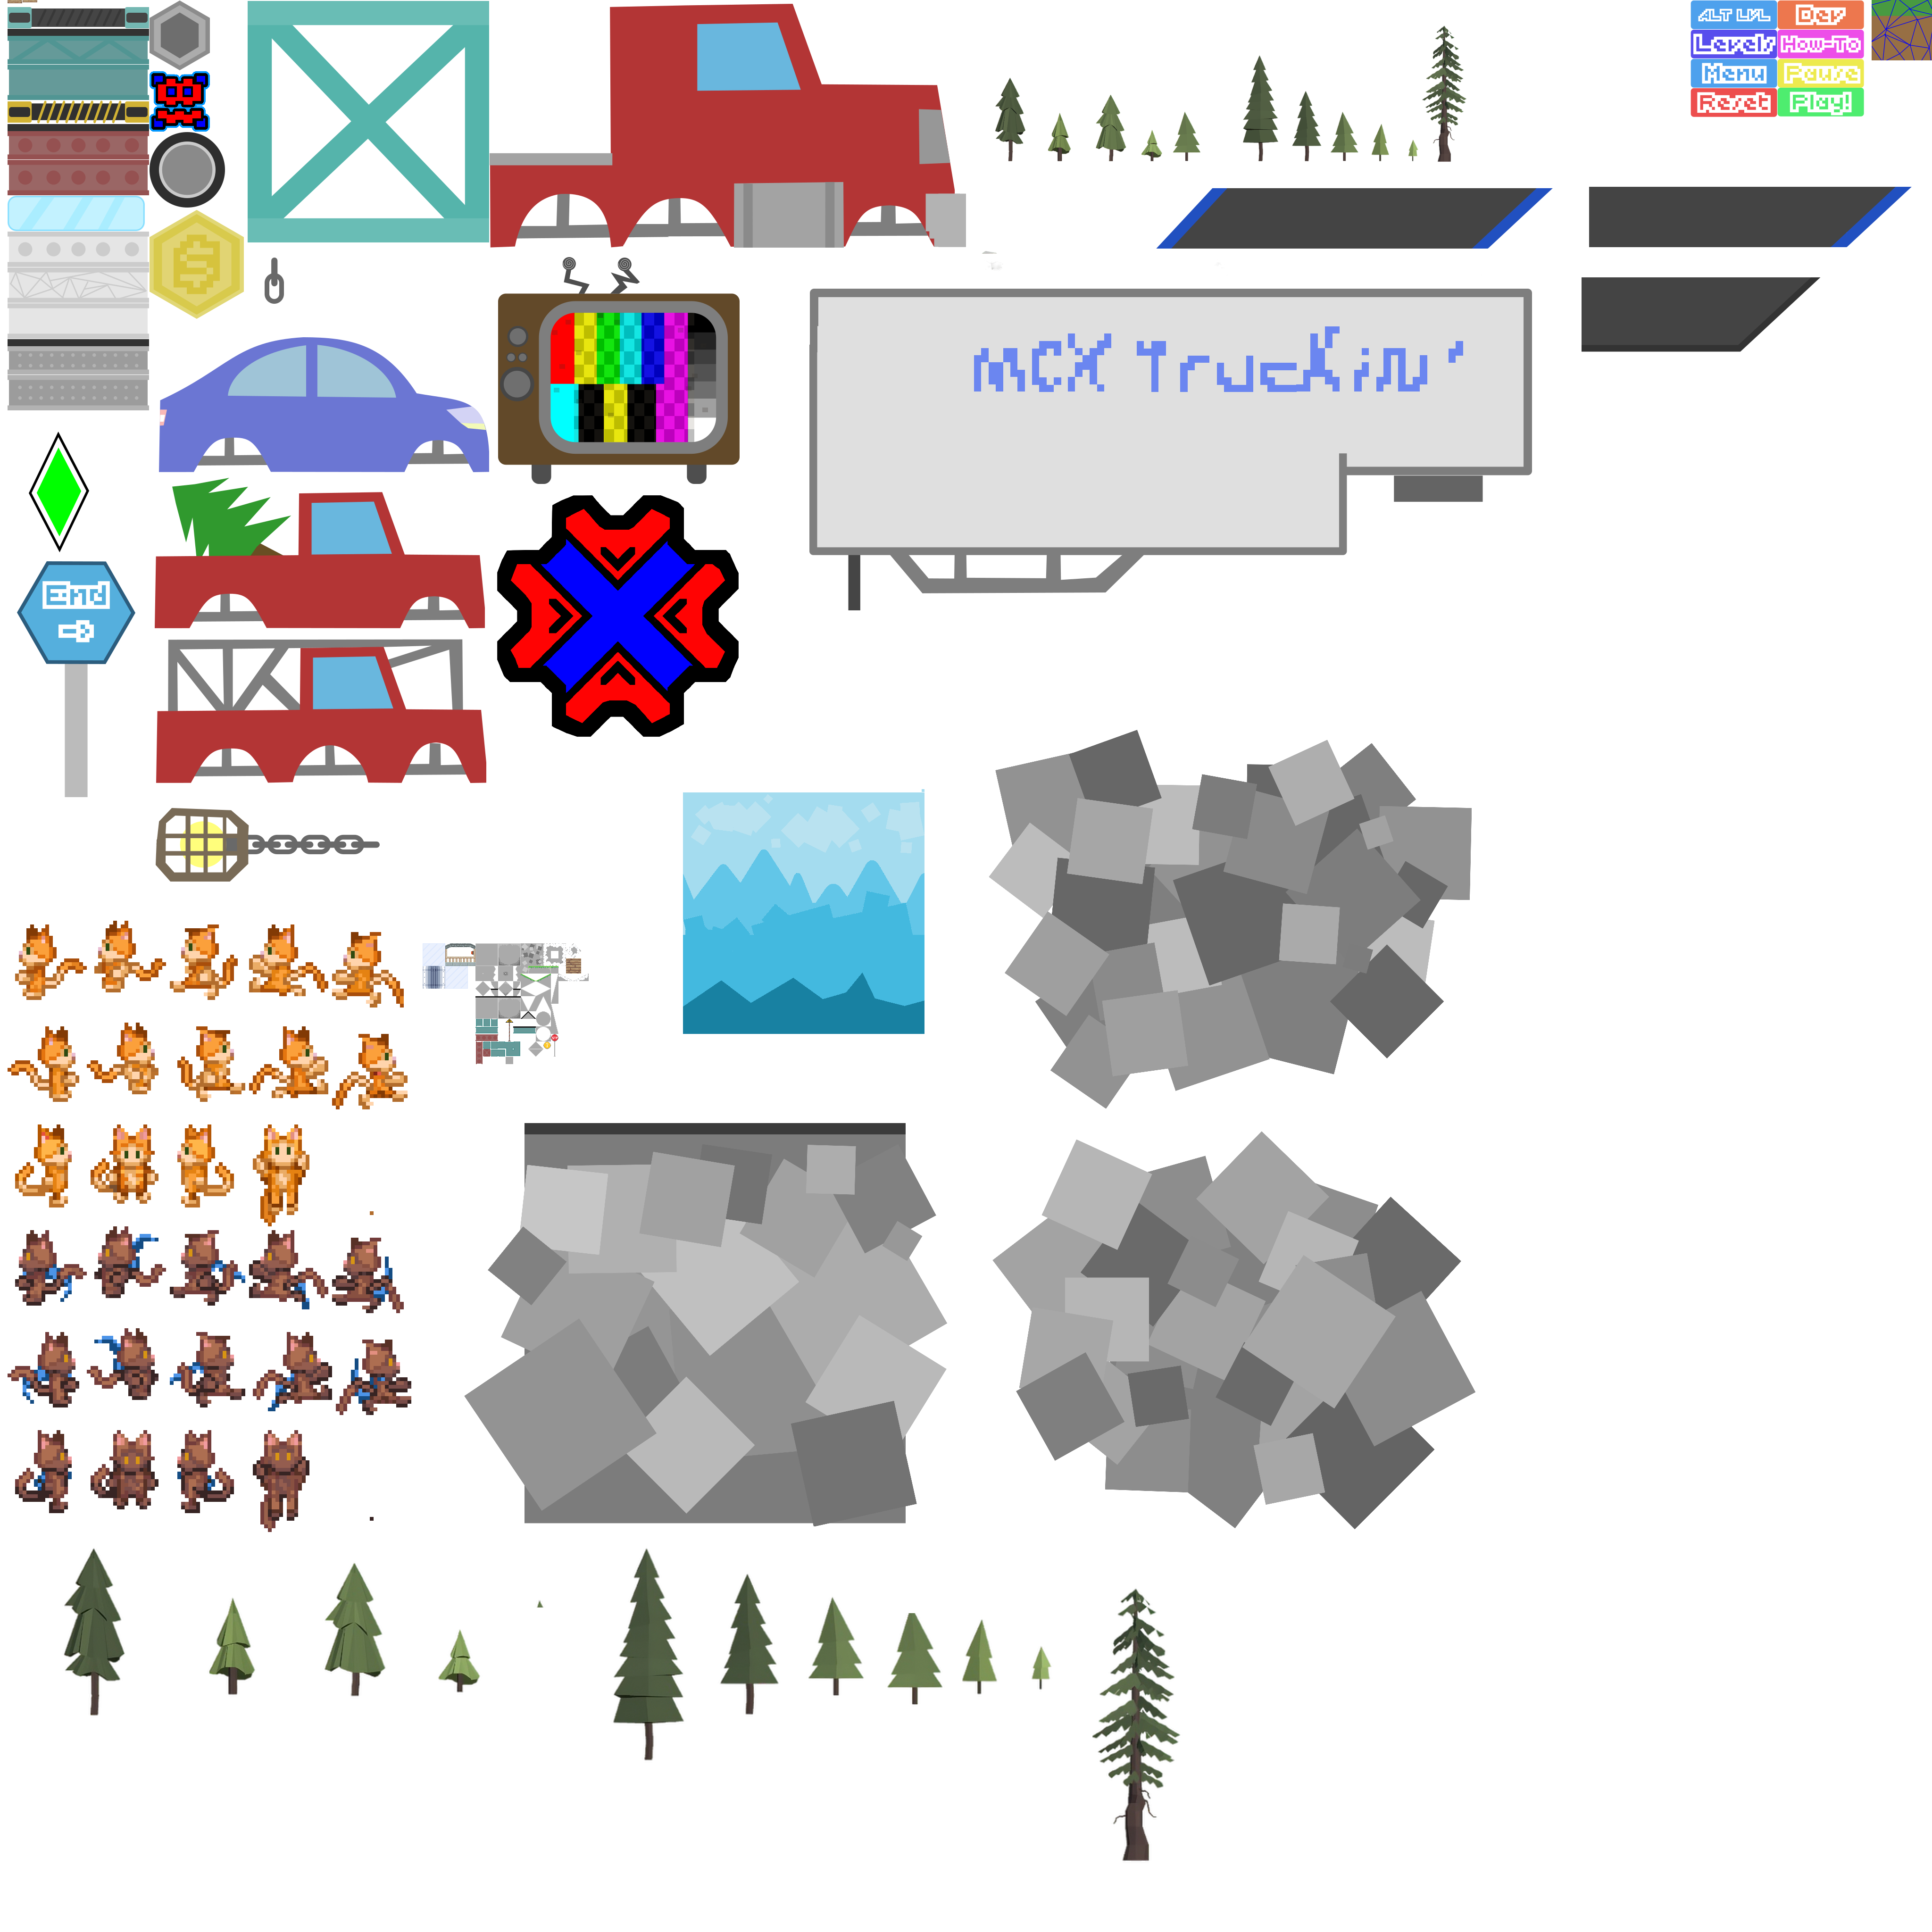 ALT LVL
Day
Levels
How-To
Menu
Pause
Reset
Play!
$
mCX Truckin'
End